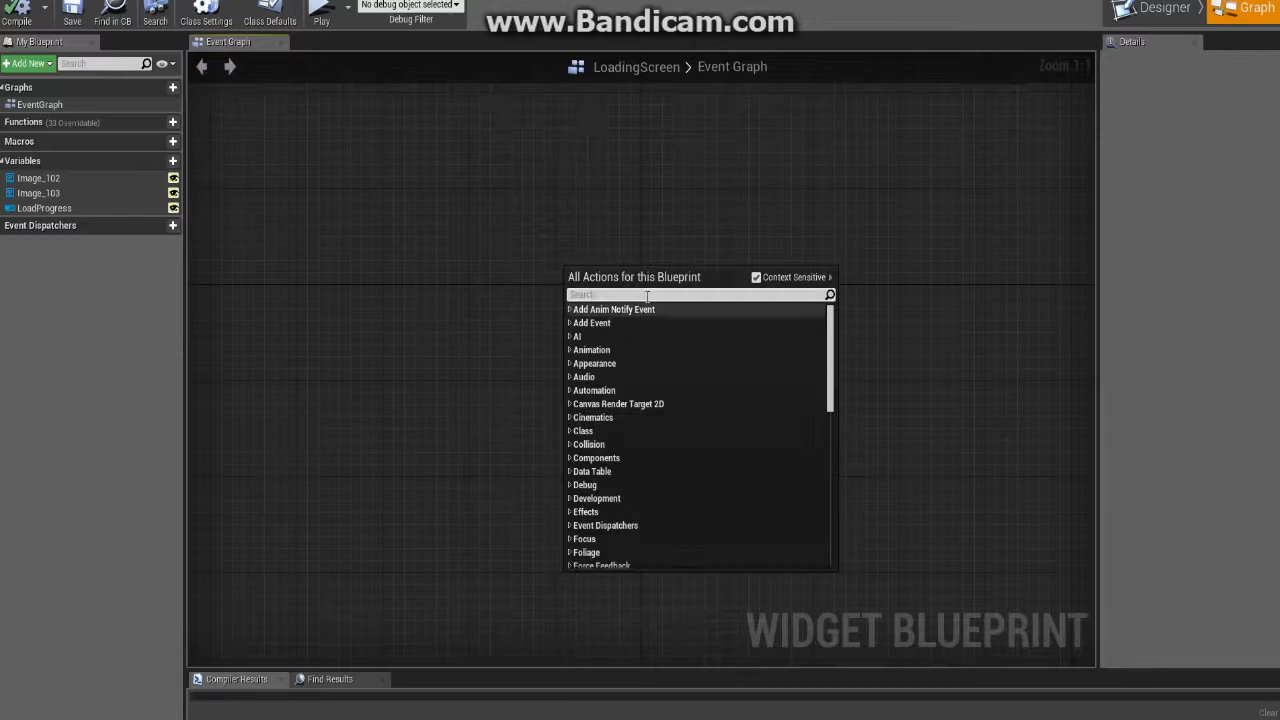 No debug object selected
www.Bandicam.com
Compile Save Find in CB Search Class Settings Class Defaults Play Debug Filter Designer Graph
My Blueprint Event Graph Details
Add New Search LoadingScreen > Event Graph Zoom 1:1
Graphs
EventGraph
Functions (33 Overridable)
Macros
Variables
Image_102
Image_103
LoadProgress
Event Dispatchers
All Actions for this Blueprint Context Sensitive
Search
Add Anim Notify Event
Add Event
AI
Animation
Appearance
Audio
Automation
Canvas Render Target 2D
Cinematics
Class
Collision
Components
Data Table
Debug
Development
Effects
Event Dispatchers
Focus
Foliage
Force Feedback
WIDGET BLUEPRINT
Compiler Results Find Results
Clear